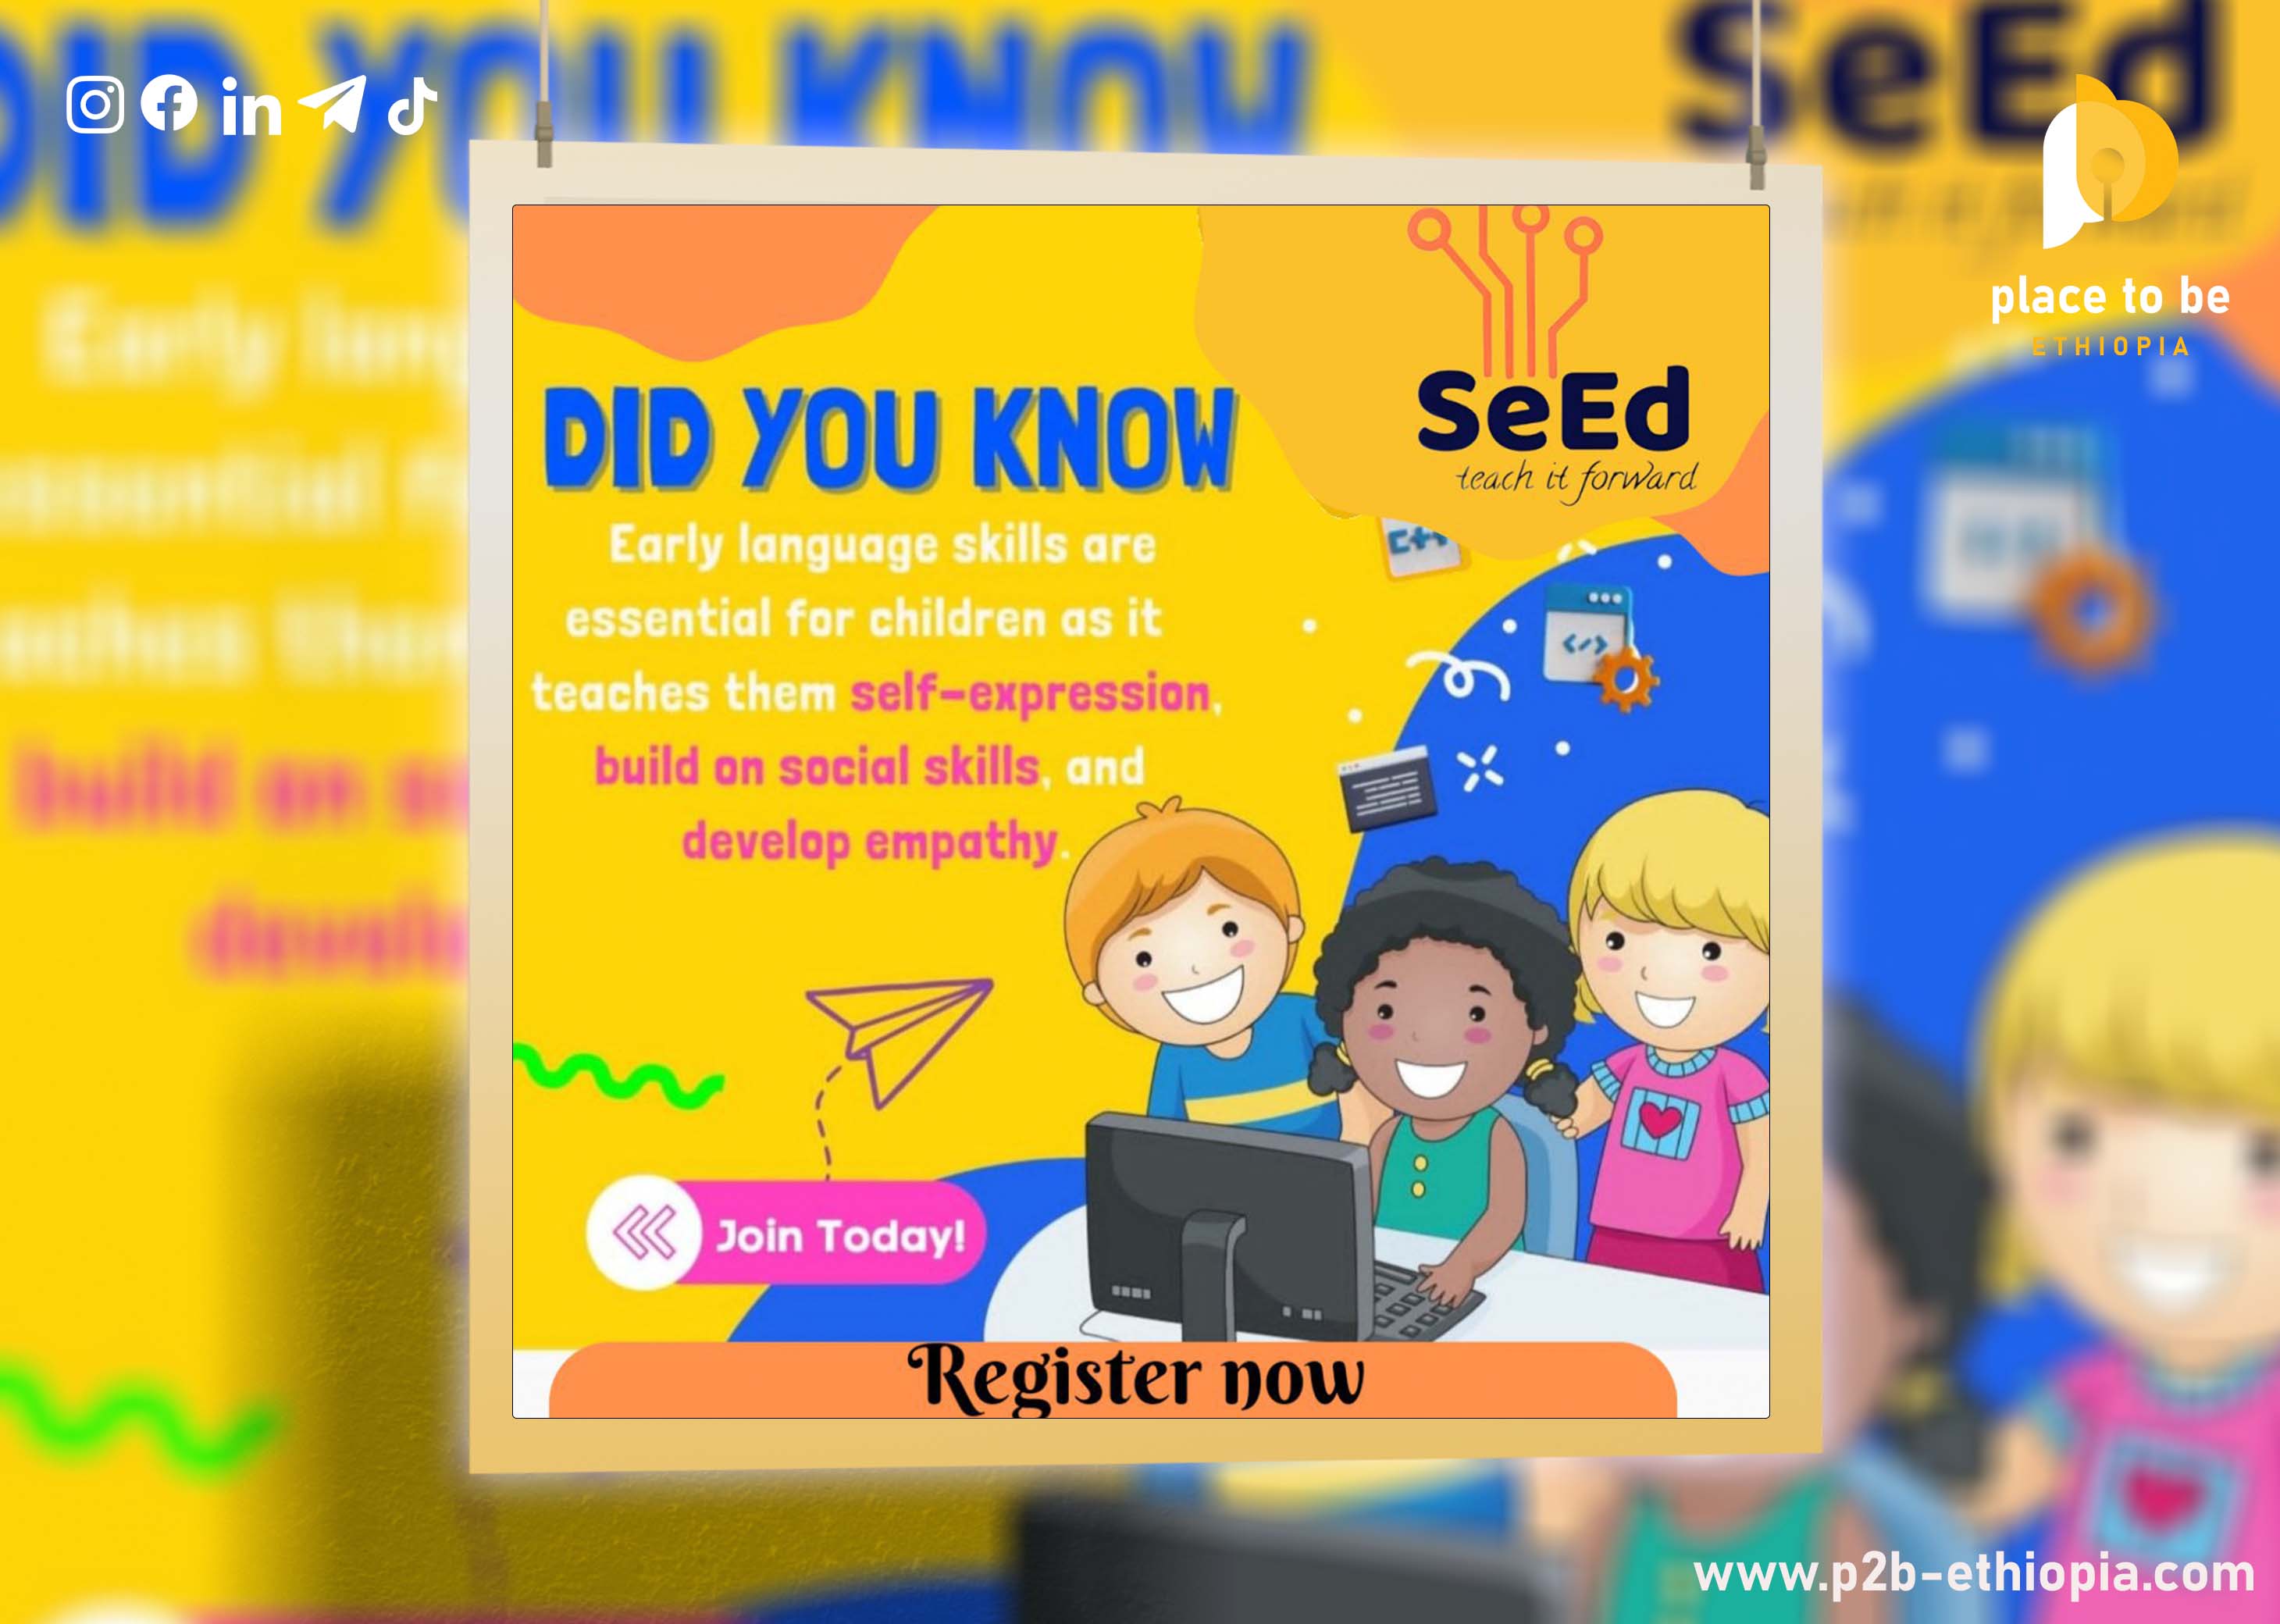 place to be
ETHIOPIA
SeEd
teach it forward
DID YOU KNOW
Early language skills are
essential for children as it
teaches them self-expression,
build on social skills, and
develop empathy.
C++
</>
Join Today!
Register now
www.p2b-ethiopia.com